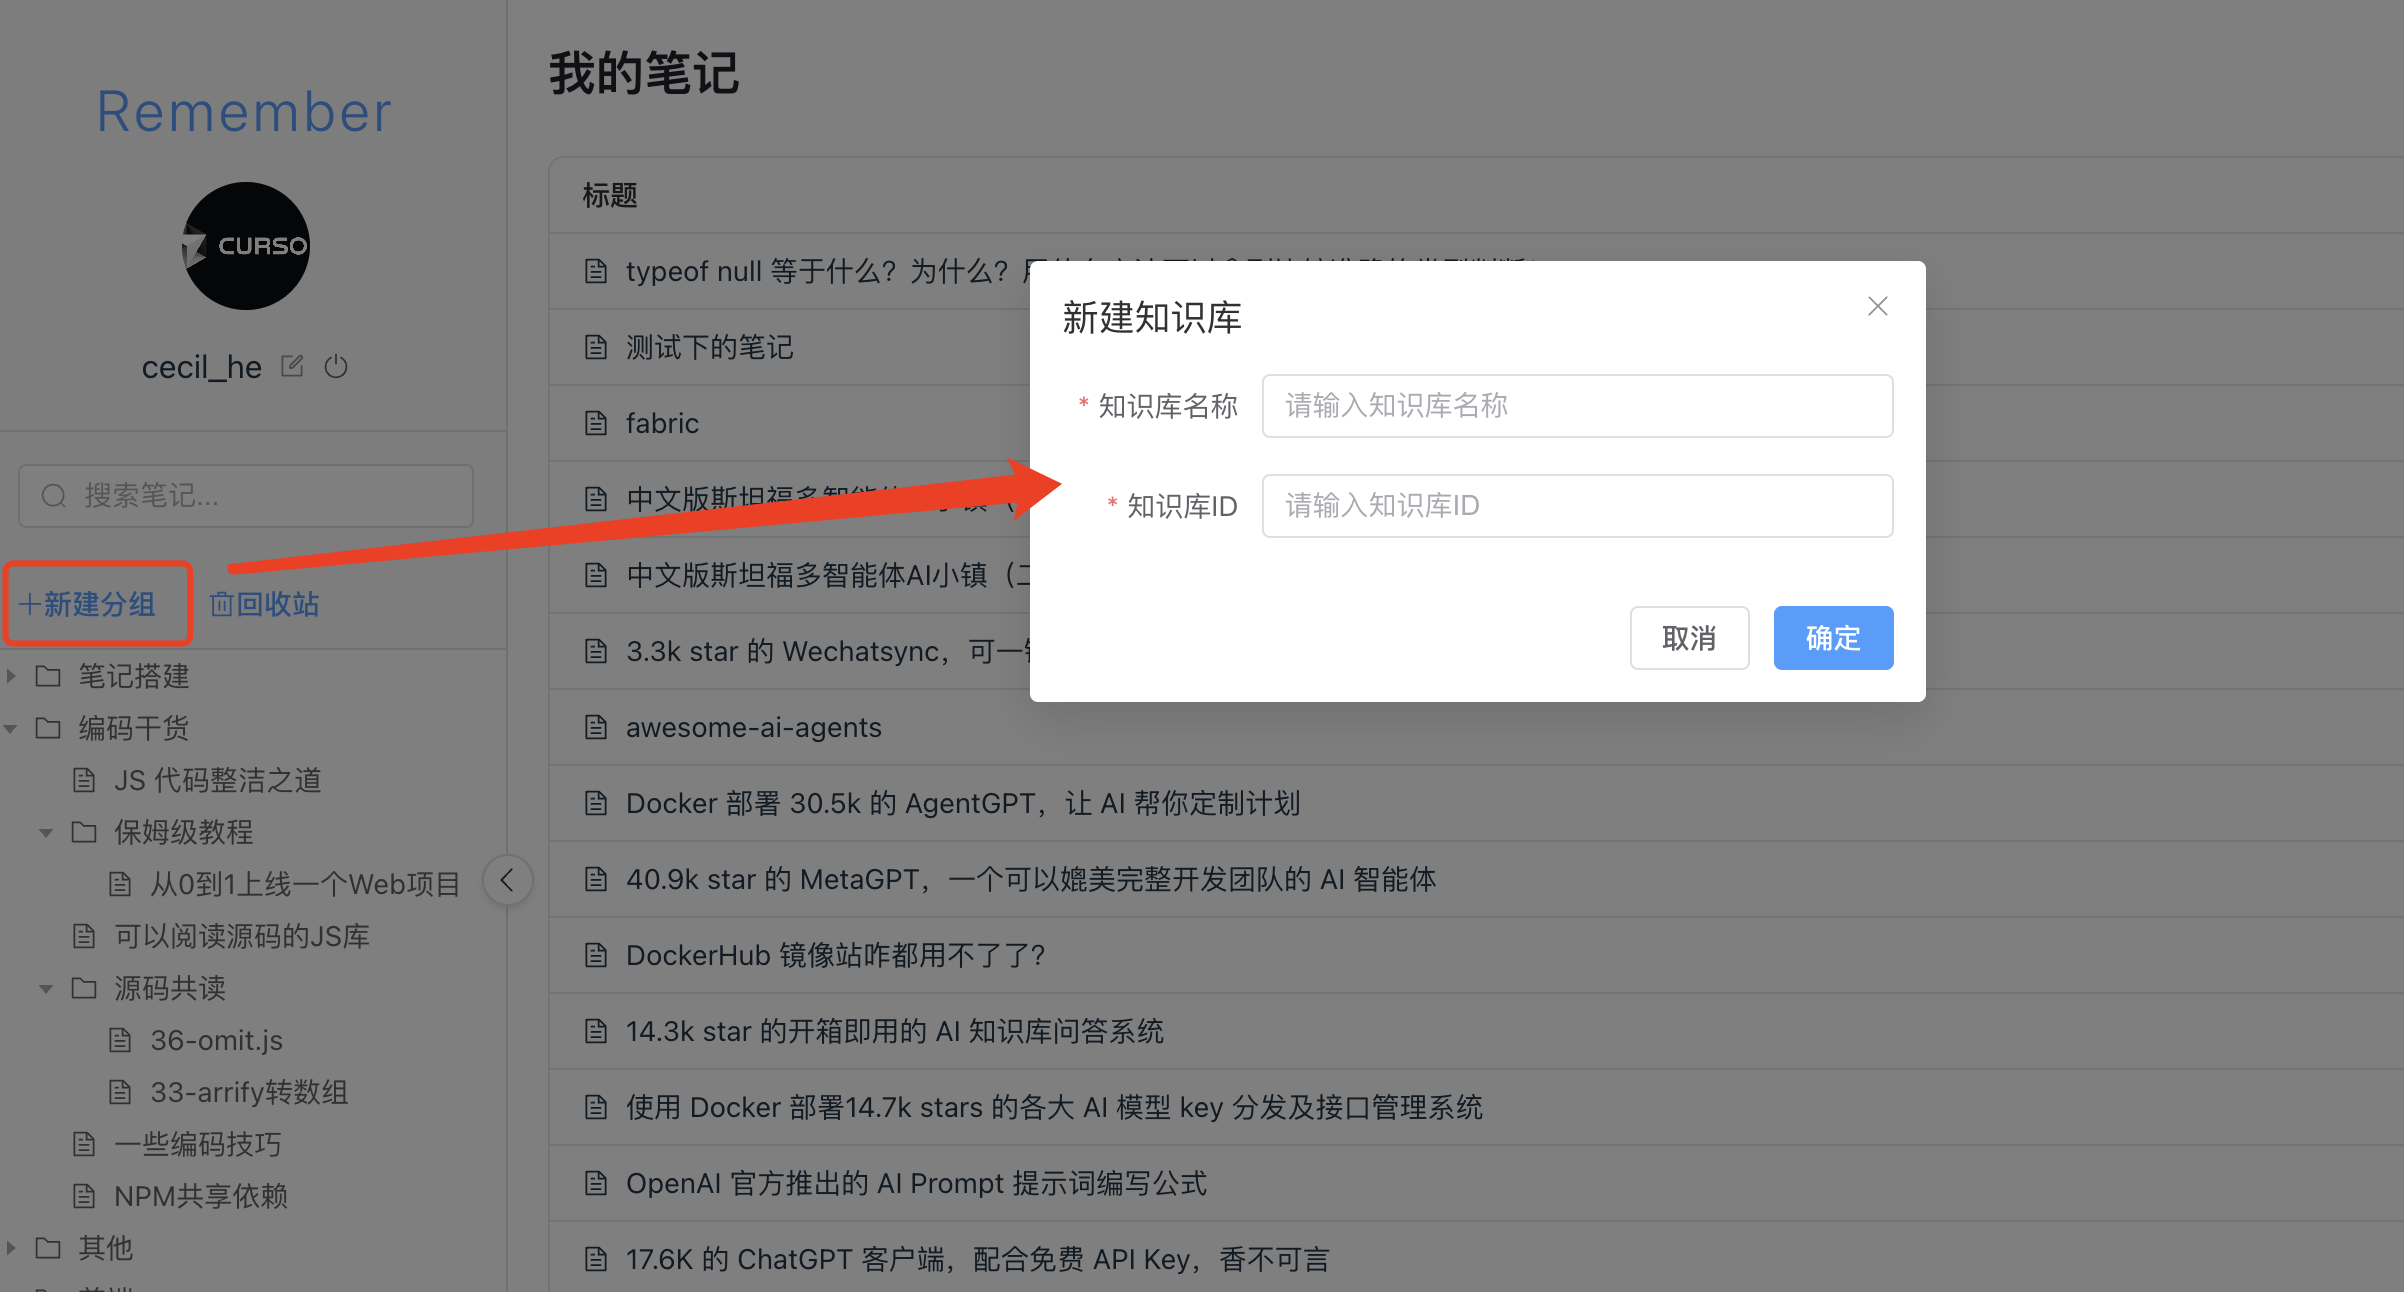 Remember
CURSO
cecil_he
搜索笔记...
新建分组
回收站
笔记搭建
编码干货
JS 代码整洁之道
保姆级教程
从0到1上线一个Web项目
可以阅读源码的JS库
源码共读
36-omit.js
33-arrify转数组
一些编码技巧
NPM共享依赖
其他
我的笔记
标题
typeof null 等于什么？为什么？
测试下的笔记
fabric
中文版斯坦福多智能体
中文版斯坦福多智能体AI小镇（二
3.3k star 的 Wechatsync，可一
awesome-ai-agents
Docker 部署 30.5k 的 AgentGPT，让 AI 帮你定制计划
40.9k star 的 MetaGPT，一个可以媲美完整开发团队的 AI 智能体
DockerHub 镜像站咋都用不了了？
14.3k star 的开箱即用的 AI 知识库问答系统
使用 Docker 部署14.7k stars 的各大 AI 模型 key 分发及接口管理系统
OpenAI 官方推出的 AI Prompt 提示词编写公式
17.6K 的 ChatGPT 客户端，配合免费 API Key，香不可言
新建知识库
* 知识库名称
请输入知识库名称
* 知识库ID
请输入知识库ID
取消
确定